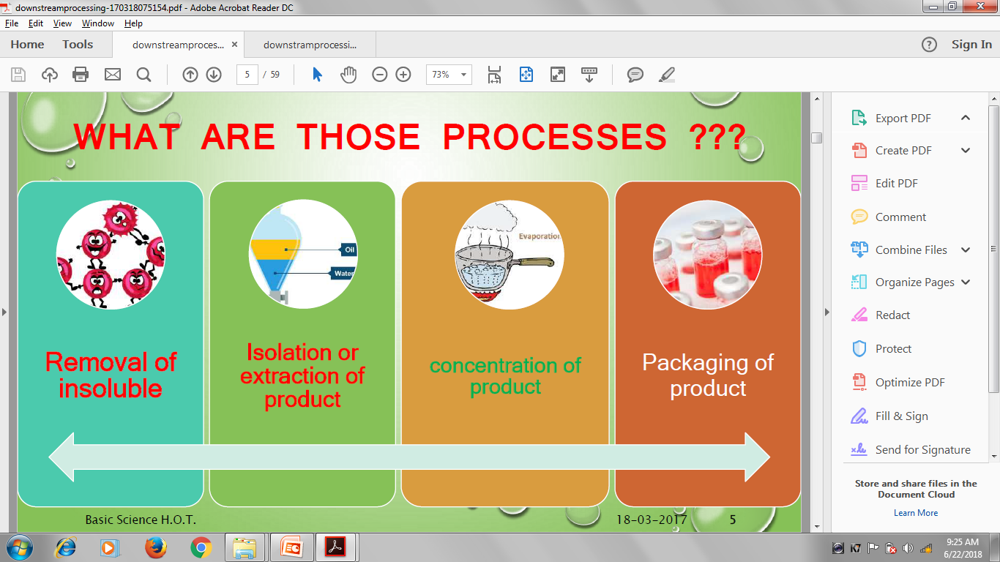 downstreamprocessing-170318075154.pdf - Adobe Acrobat Reader DC
File Edit View Window Help
Home Tools downstreamproces... × downstramprocessi... ? Sign In
5 / 59 73%
WHAT ARE THOSE PROCESSES ???
Removal of
insoluble
Oil
Water
Isolation or
extraction of
product
Evaporation
concentration of
product
Packaging of
product
Basic Science H.O.T. 18-03-2017 5
Export PDF
Create PDF
Edit PDF
Comment
Combine Files
Organize Pages
Redact
Protect
Optimize PDF
Fill & Sign
Send for Signature
Store and share files in the
Document Cloud
Learn More
K7
9:25 AM
6/22/2018